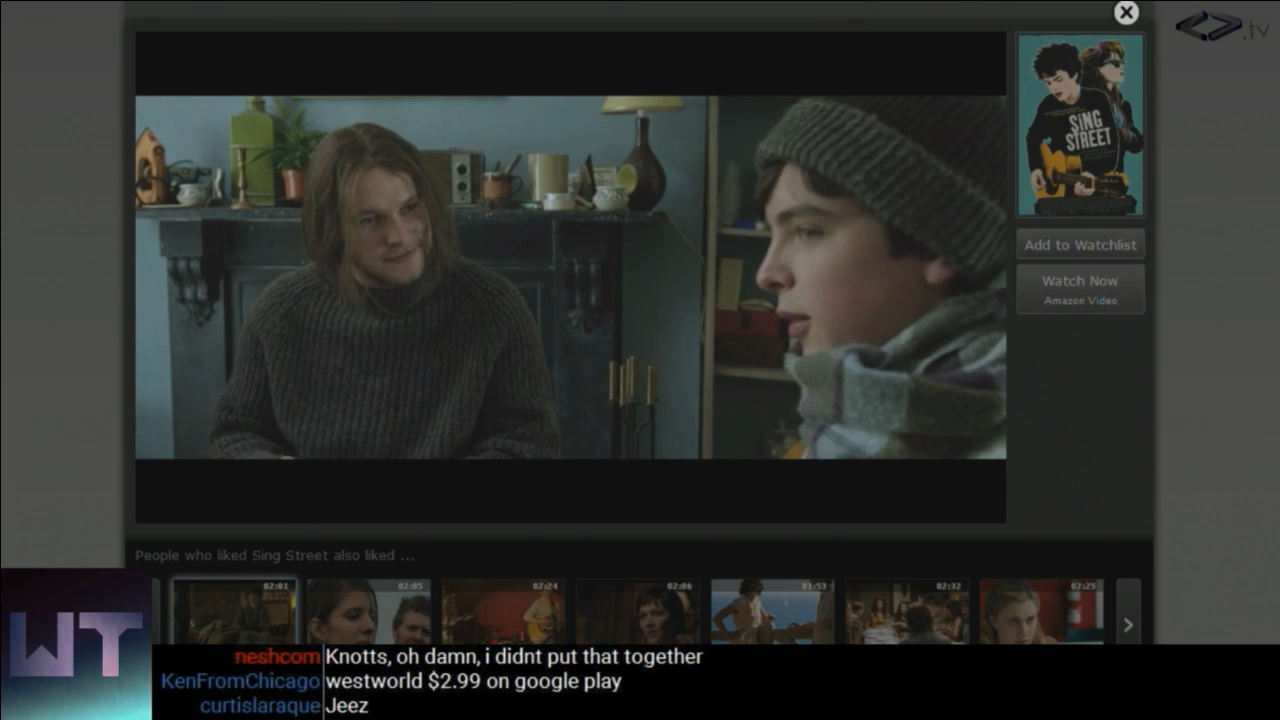 .tv
SING
STREET
Add to Watchlist
Watch Now
Amazon Video
People who liked Sing Street also liked ...
02:01
02:05
02:24
02:06
01:53
02:32
02:25
WT
neshcom Knotts, oh damn, i didnt put that together
KenFromChicago westworld $2.99 on google play
curtislaraque Jeez